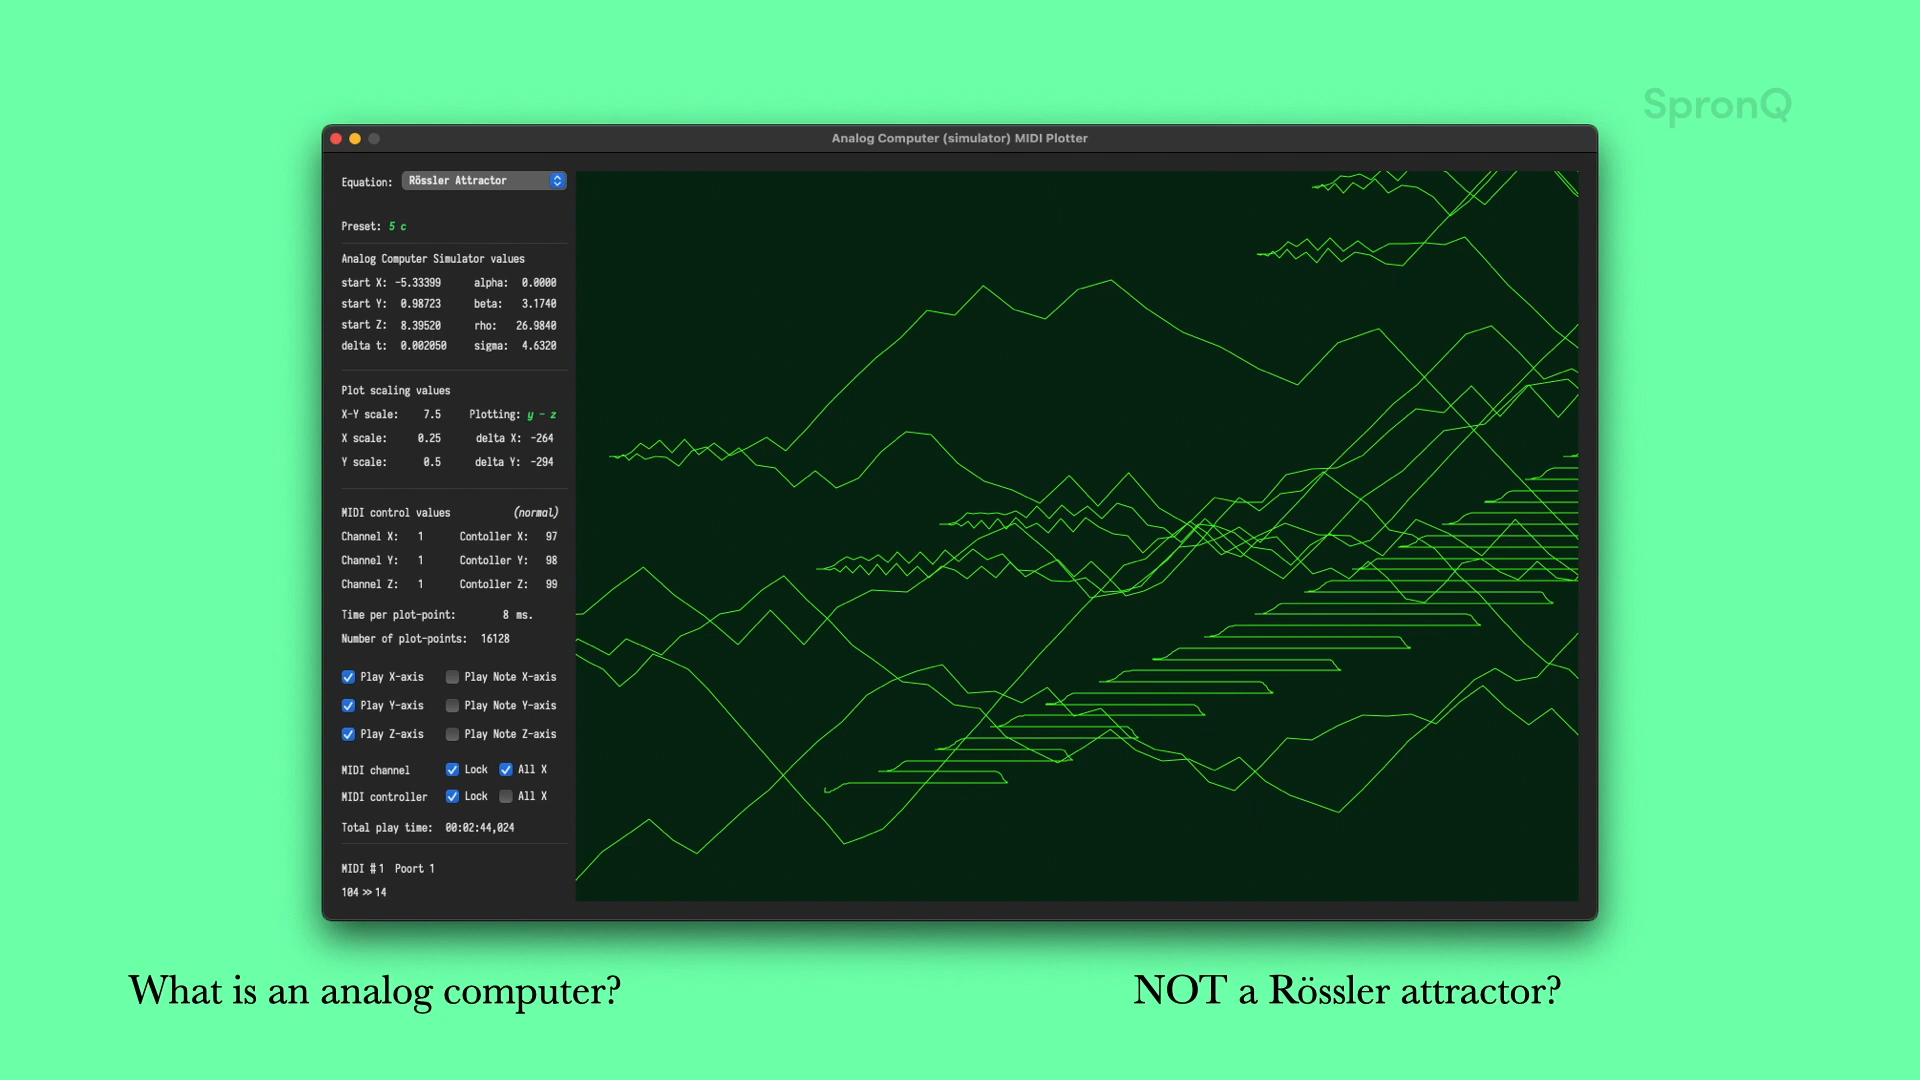 SpronQ
Analog Computer (simulator) MIDI Plotter
Equation: Rössler Attractor
Preset: 5 c
Analog Computer Simulator values
start X: -5.33399 alpha: 0.0000
start Y: 0.98723 beta: 3.1740
start Z: 8.39520 rho: 26.9840
delta t: 0.002050 sigma: 4.6320
Plot scaling values
X-Y scale: 7.5 Plotting: y - z
X scale: 0.25 delta X: -264
Y scale: 0.5 delta Y: -294
MIDI control values (normal)
Channel X: 1 Contoller X: 97
Channel Y: 1 Contoller Y: 98
Channel Z: 1 Contoller Z: 99
Time per plot-point: 8 ms.
Number of plot-points: 16128
Play X-axis Play Note X-axis
Play Y-axis Play Note Y-axis
Play Z-axis Play Note Z-axis
MIDI channel Lock All X
MIDI controller Lock All X
Total play time: 00:02:44,024
MIDI #1 Poort 1
104 >> 14
What is an analog computer? NOT a Rössler attractor?